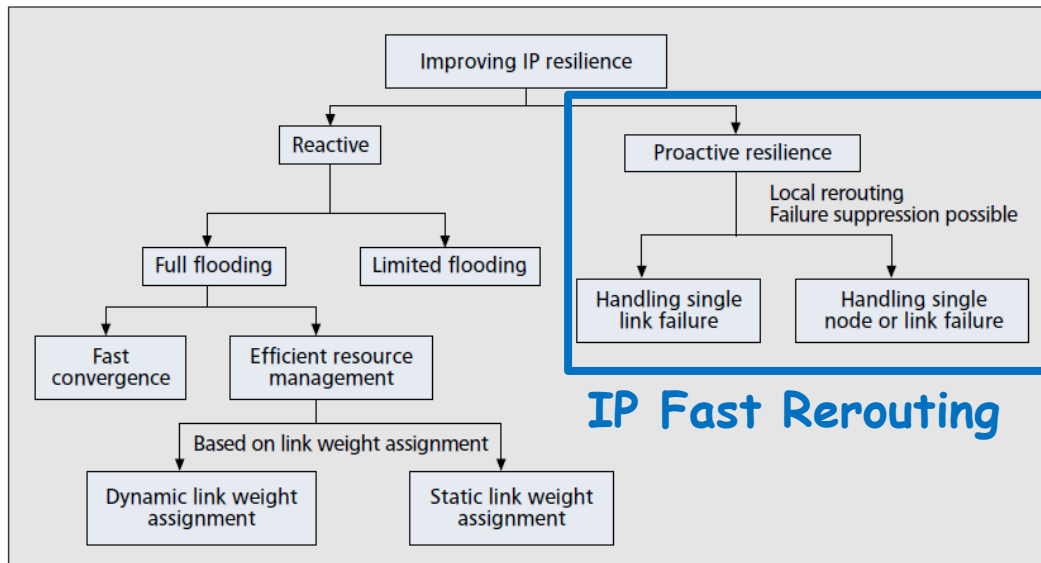 Improving IP resilience
Reactive
Proactive resilience
Local rerouting
Failure suppression possible
Full flooding
Limited flooding
Handling single
link failure
Handling single
node or link failure
Fast
convergence
Efficient resource
management
IP Fast Rerouting
Based on link weight assignment
Dynamic link weight
assignment
Static link weight
assignment